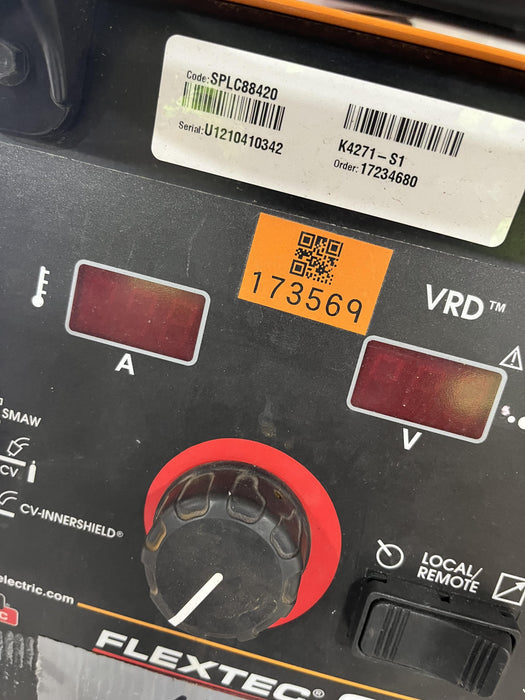 Code: SPLC88420
Serial: U1210410342
K4271-S1
Order: 17234680
173569
VRD™
A
V
SMAW
CV
CV-INNERSHIELD®
LOCAL/
REMOTE
electric.com
FLEXTEC®